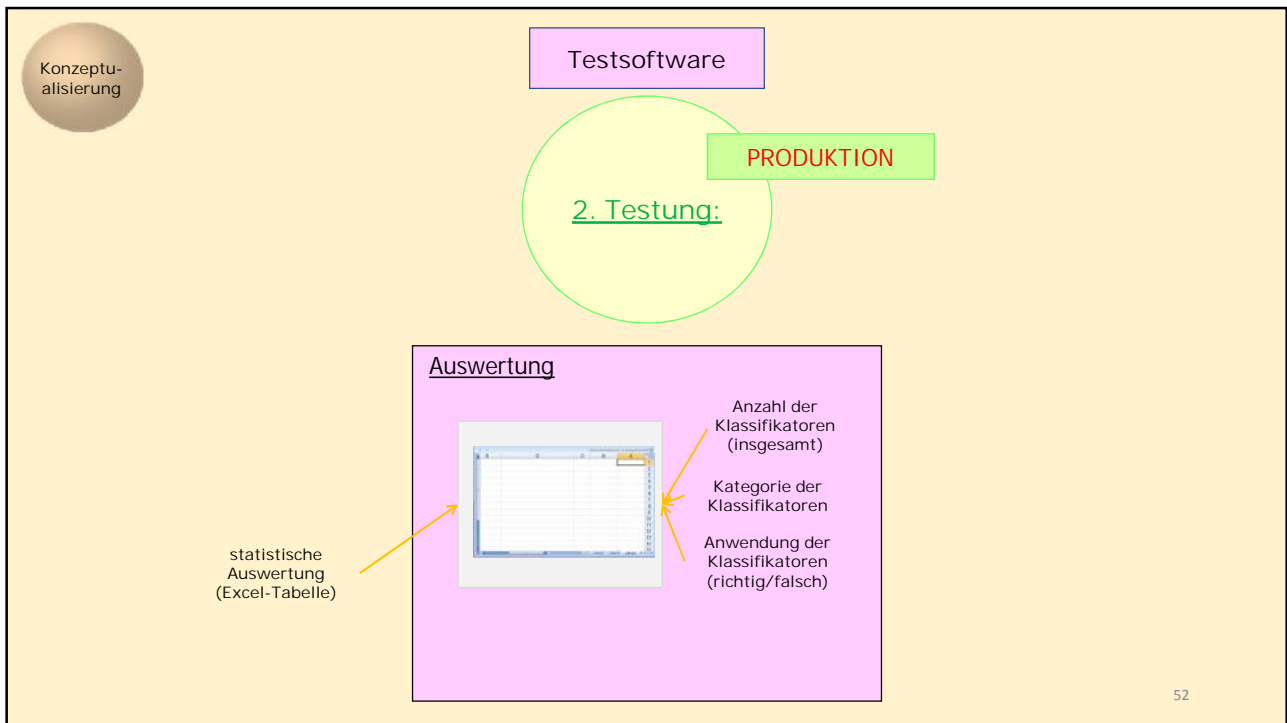 Konzeptu-
alisierung
Testsoftware
PRODUKTION
2. Testung:
Auswertung
Anzahl der
Klassifikatoren
(insgesamt)
Kategorie der
Klassifikatoren
Anwendung der
Klassifikatoren
(richtig/falsch)
statistische
Auswertung
(Excel-Tabelle)
52